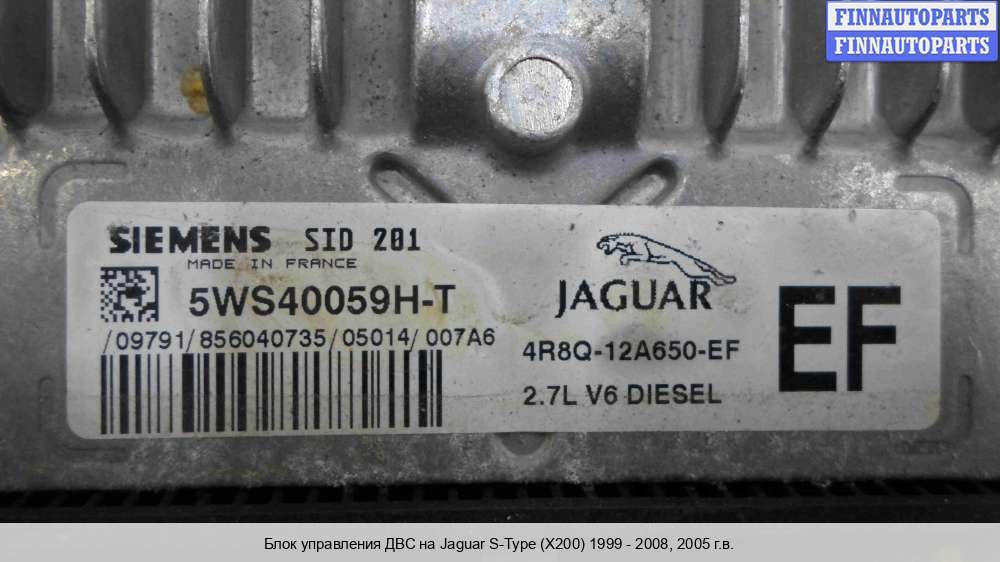 FINNAUTOPARTS
FINNAUTOPARTS
SIEMENS SID 201
MADE IN FRANCE
5WS40059H-T
/09791/856040735/05014/007A6
JAGUAR
4R8Q-12A650-EF
2.7L V6 DIESEL
EF
Блок управления ДВС на Jaguar S-Type (X200) 1999 - 2008, 2005 г.в.